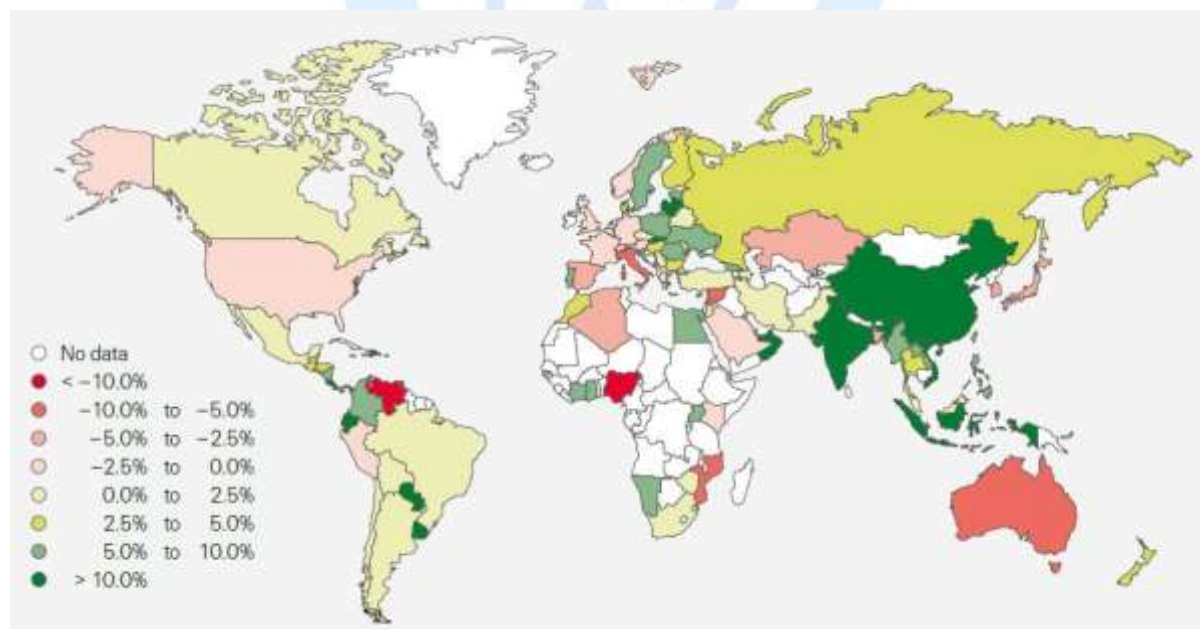 No data
< −10.0%
−10.0% to −5.0%
−5.0% to −2.5%
−2.5% to 0.0%
0.0% to 2.5%
2.5% to 5.0%
5.0% to 10.0%
> 10.0%